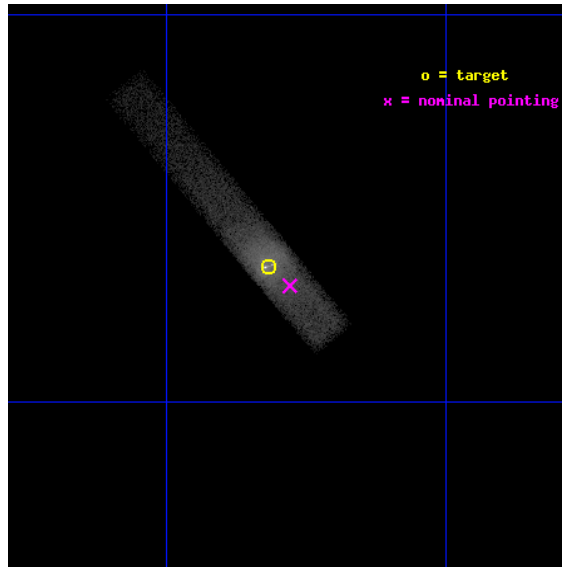 o = target
x = nominal pointing